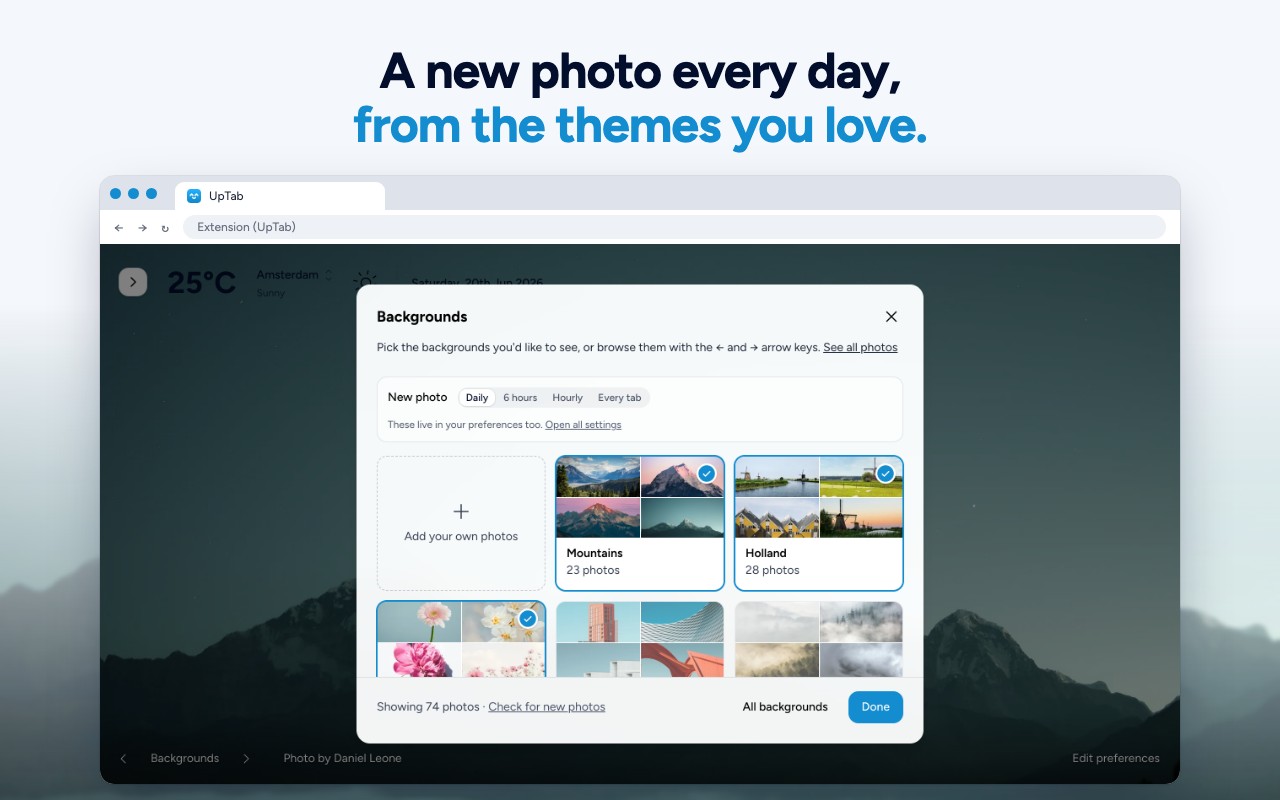 A new photo every day,
from the themes you love.
UpTab
← → ↻ Extension (UpTab)
25°C Amsterdam
Sunny
Saturday, 20th Jun 2026
Backgrounds
Pick the backgrounds you'd like to see, or browse them with the ← and → arrow keys. See all photos
New photo Daily 6 hours Hourly Every tab
These live in your preferences too. Open all settings
Add your own photos
Mountains
23 photos
Holland
28 photos
Showing 74 photos · Check for new photos
All backgrounds
Done
Backgrounds
Photo by Daniel Leone
Edit preferences